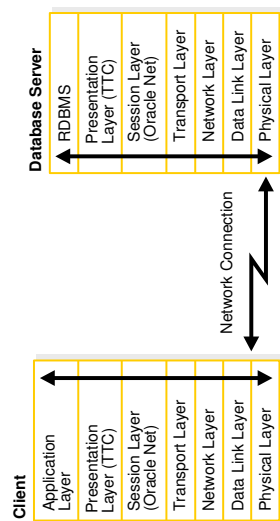 Client
Application
Layer
Presentation
Layer (TTC)
Session Layer
(Oracle Net)
Transport Layer
Network Layer
Data Link Layer
Physical Layer
Network Connection
Database Server
RDBMS
Presentation
Layer (TTC)
Session Layer
(Oracle Net)
Transport Layer
Network Layer
Data Link Layer
Physical Layer